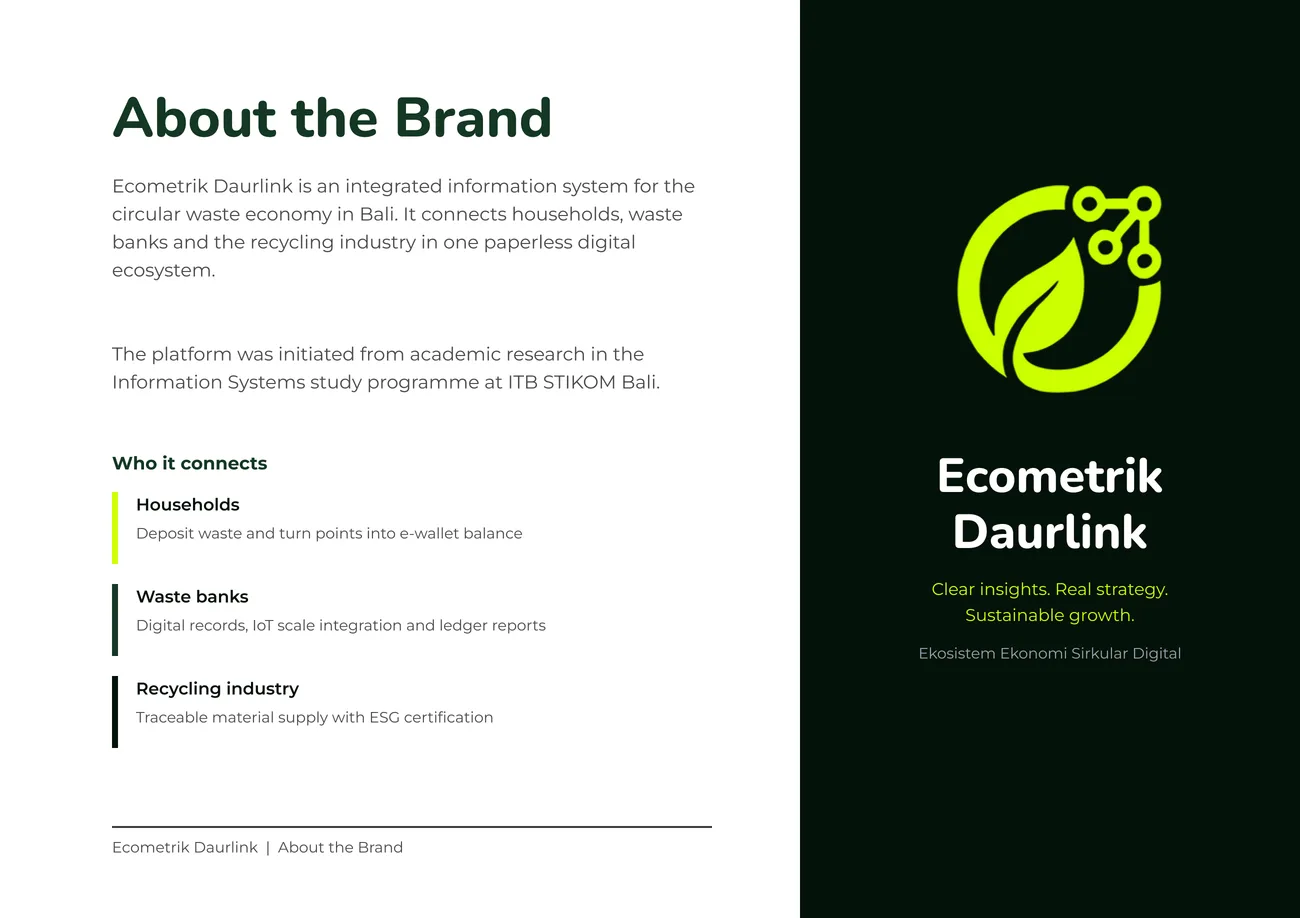 About the Brand
Ecometrik Daurlink is an integrated information system for the
circular waste economy in Bali. It connects households, waste
banks and the recycling industry in one paperless digital
ecosystem.
The platform was initiated from academic research in the
Information Systems study programme at ITB STIKOM Bali.
Who it connects
Households
Deposit waste and turn points into e-wallet balance
Waste banks
Digital records, IoT scale integration and ledger reports
Recycling industry
Traceable material supply with ESG certification
Ecometrik Daurlink | About the Brand
Ecometrik
Daurlink
Clear insights. Real strategy.
Sustainable growth.
Ekosistem Ekonomi Sirkular Digital